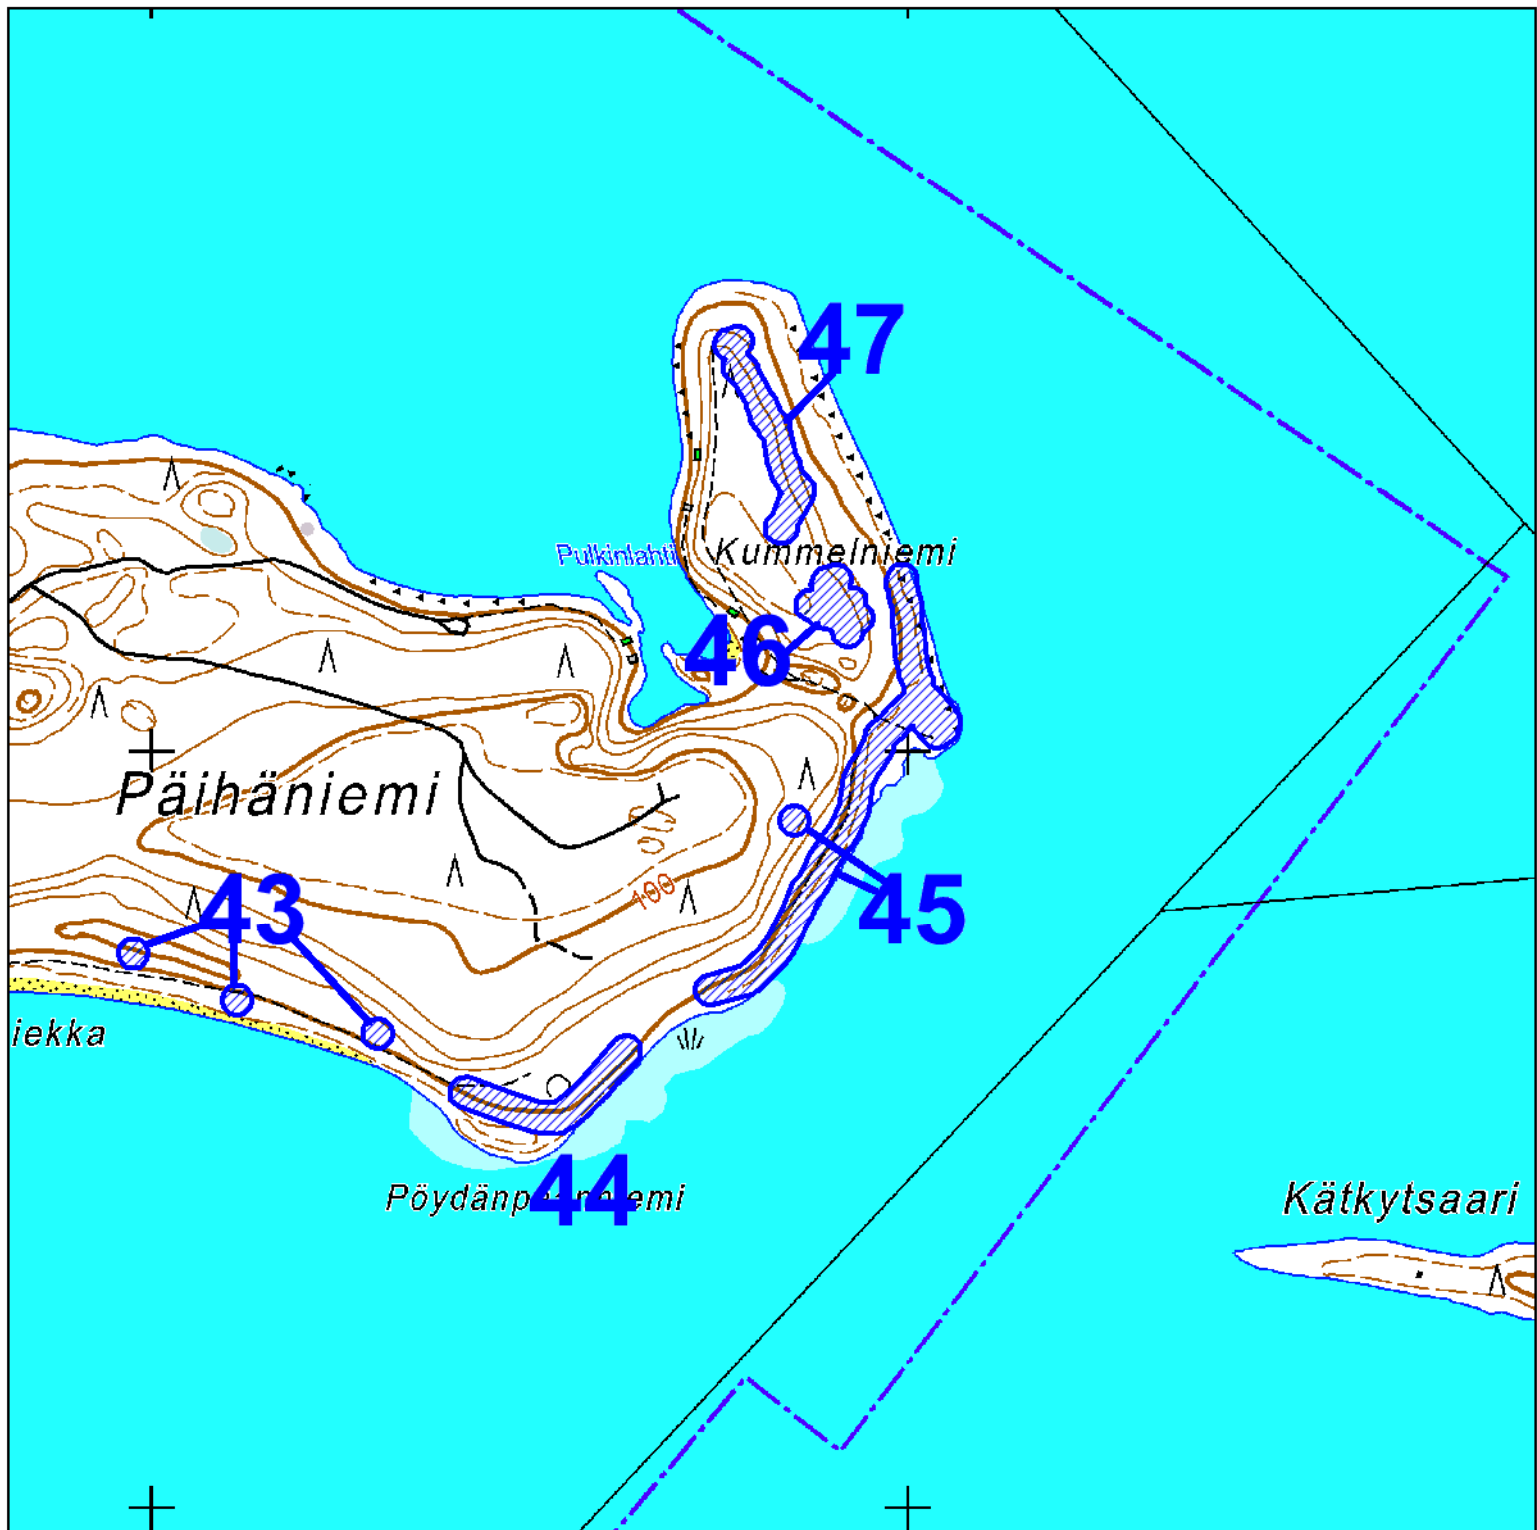 47
Pulkinlahti
Kummelniemi
46
Päihäniemi
100
43
45
iekka
44
Kätkytsaari